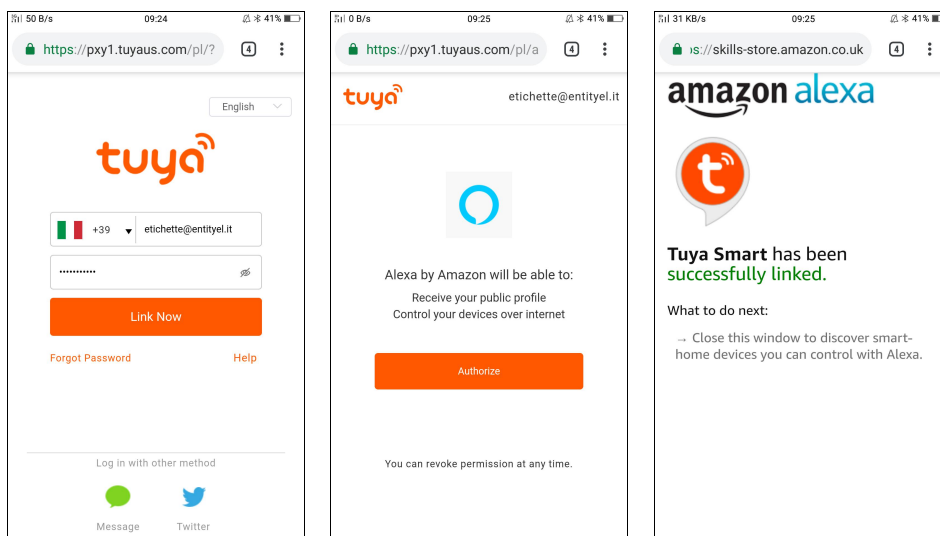 50 B/s
09:24
41%
https://pxy1.tuyaus.com/pl/?
4
English
tuya
+39
etichette@entityel.it
•••••••••••
Link Now
Forgot Password
Help
Log in with other method
Message
Twitter
0 B/s
09:25
41%
https://pxy1.tuyaus.com/pl/a
4
tuya
etichette@entityel.it
Alexa by Amazon will be able to:
Receive your public profile
Control your devices over internet
Authorize
You can revoke permission at any time.
31 KB/s
09:25
41%
s://skills-store.amazon.co.uk
4
amazon alexa
t
Tuya Smart has been
successfully linked.
What to do next:
→ Close this window to discover smart-
home devices you can control with Alexa.